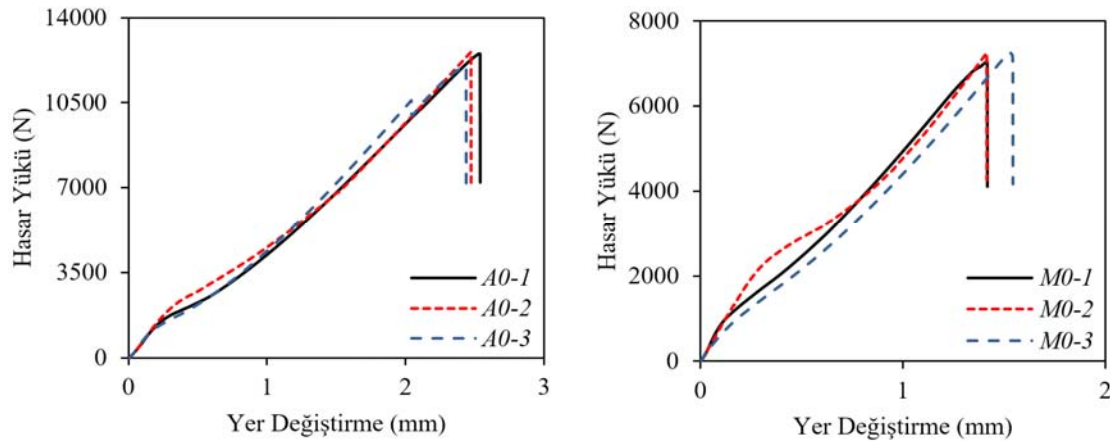 14000
10500
7000
3500
0
Hasar Yükü (N)
A0-1
A0-2
A0-3
0
1
2
3
Yer Değiştirme (mm)
8000
6000
4000
2000
0
Hasar Yükü (N)
M0-1
M0-2
M0-3
0
1
2
Yer Değiştirme (mm)